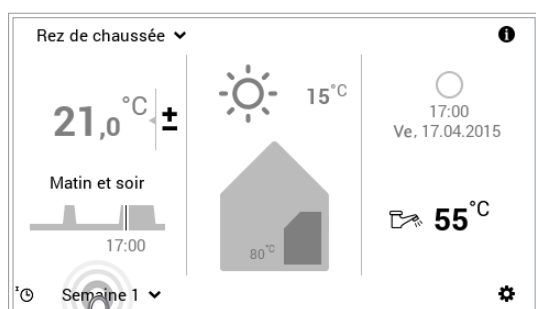 Rez de chaussée
21,0 °C ±
Matin et soir
17:00
Semaine 1
15 °C
80 °C
17:00
Ve, 17.04.2015
55 °C